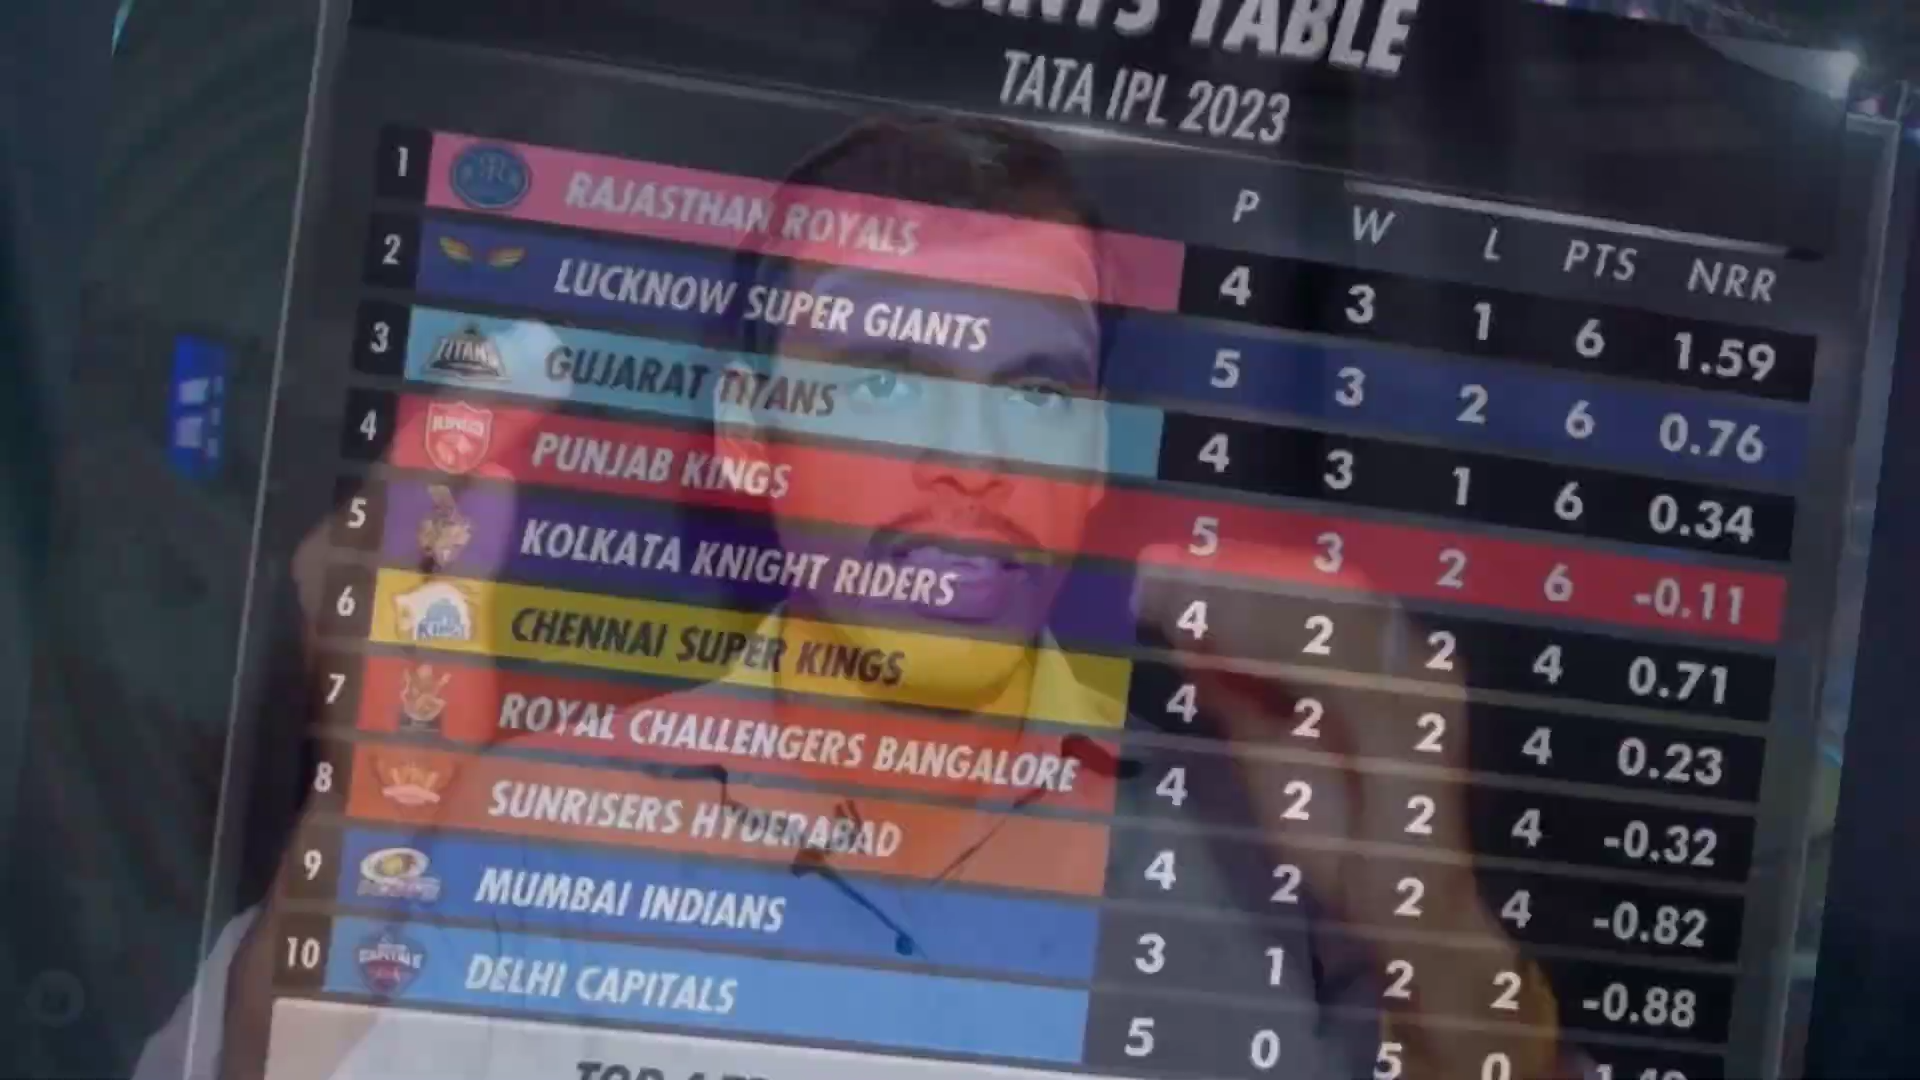 POINTS TABLE
TATA IPL 2023
P W L PTS NRR
1 RAJASTHAN ROYALS 4 3 1 6 1.59
2 LUCKNOW SUPER GIANTS 5 3 2 6 0.76
3 TITANS GUJARAT TITANS 4 3 1 6 0.34
4 PUNJAB KINGS 5 3 2 6 -0.11
5 KOLKATA KNIGHT RIDERS 4 2 2 4 0.71
6 CHENNAI SUPER KINGS 4 2 2 4 0.23
7 ROYAL CHALLENGERS BANGALORE 4 2 2 4 -0.32
8 SUNRISERS HYDERABAD 4 2 2 4 -0.82
9 MUMBAI INDIANS 3 1 2 2 -0.88
10 CAPITALS DELHI CAPITALS 5 0 5 0
TOP 4